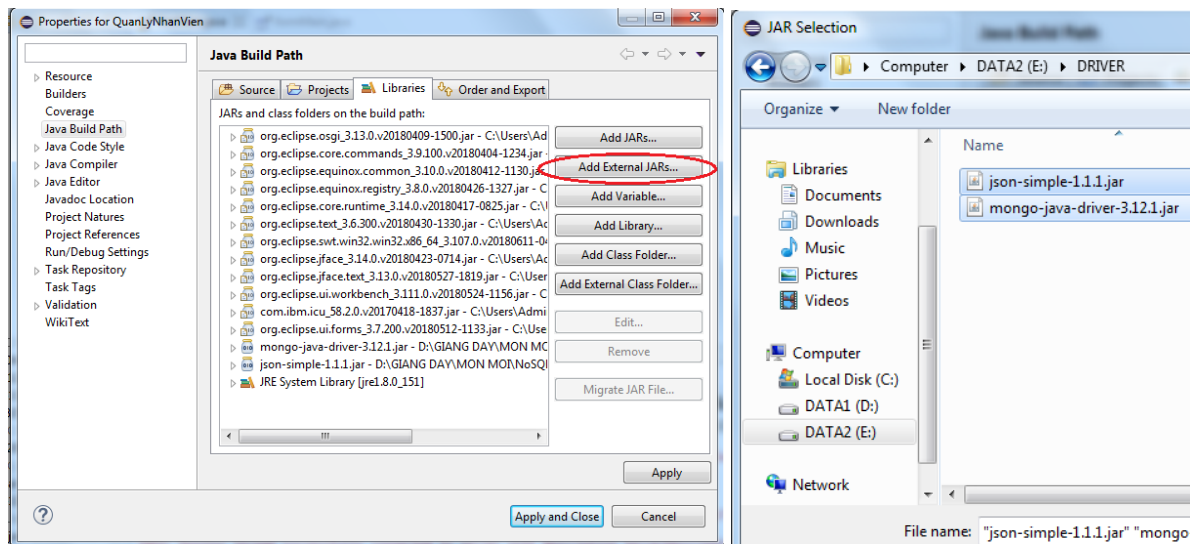 Properties for QuanLyNhanVien
Resource
Builders
Coverage
Java Build Path
Java Code Style
Java Compiler
Java Editor
Javadoc Location
Project Natures
Project References
Run/Debug Settings
Task Repository
Task Tags
Validation
WikiText
Java Build Path
Source Projects Libraries Order and Export
JARs and class folders on the build path:
org.eclipse.osgi_3.13.0.v20180409-1500.jar - C:\Users\Ad
org.eclipse.core.commands_3.9.100.v20180404-1234.jar -
org.eclipse.equinox.common_3.10.0.v20180412-1130.jar
org.eclipse.equinox.registry_3.8.0.v20180426-1327.jar - C
org.eclipse.core.runtime_3.14.0.v20180417-0825.jar - C:\
org.eclipse.text_3.6.300.v20180430-1330.jar - C:\Users\Ad
org.eclipse.swt.win32.win32.x86_64_3.107.0.v20180611-04
org.eclipse.jface_3.14.0.v20180423-0714.jar - C:\Users\Ad
org.eclipse.jface.text_3.13.0.v20180527-1819.jar - C:\User
org.eclipse.ui.workbench_3.111.0.v20180524-1156.jar - C
com.ibm.icu_58.2.0.v20170418-1837.jar - C:\Users\Admi
org.eclipse.ui.forms_3.7.200.v20180512-1133.jar - C:\Use
mongo-java-driver-3.12.1.jar - D:\GIANG DAY\MON MO
json-simple-1.1.1.jar - D:\GIANG DAY\MON MOI\NoSQl
JRE System Library [jre1.8.0_151]
Add JARs...
Add External JARs...
Add Variable...
Add Library...
Add Class Folder...
Add External Class Folder...
Edit...
Remove
Migrate JAR File...
Apply
Apply and Close Cancel
JAR Selection
Computer DATA2 (E:) DRIVER
Organize New folder
Libraries
Documents
Downloads
Music
Pictures
Videos
Computer
Local Disk (C:)
DATA1 (D:)
DATA2 (E:)
Network
Name
json-simple-1.1.1.jar
mongo-java-driver-3.12.1.jar
File name: "json-simple-1.1.1.jar" "mongo